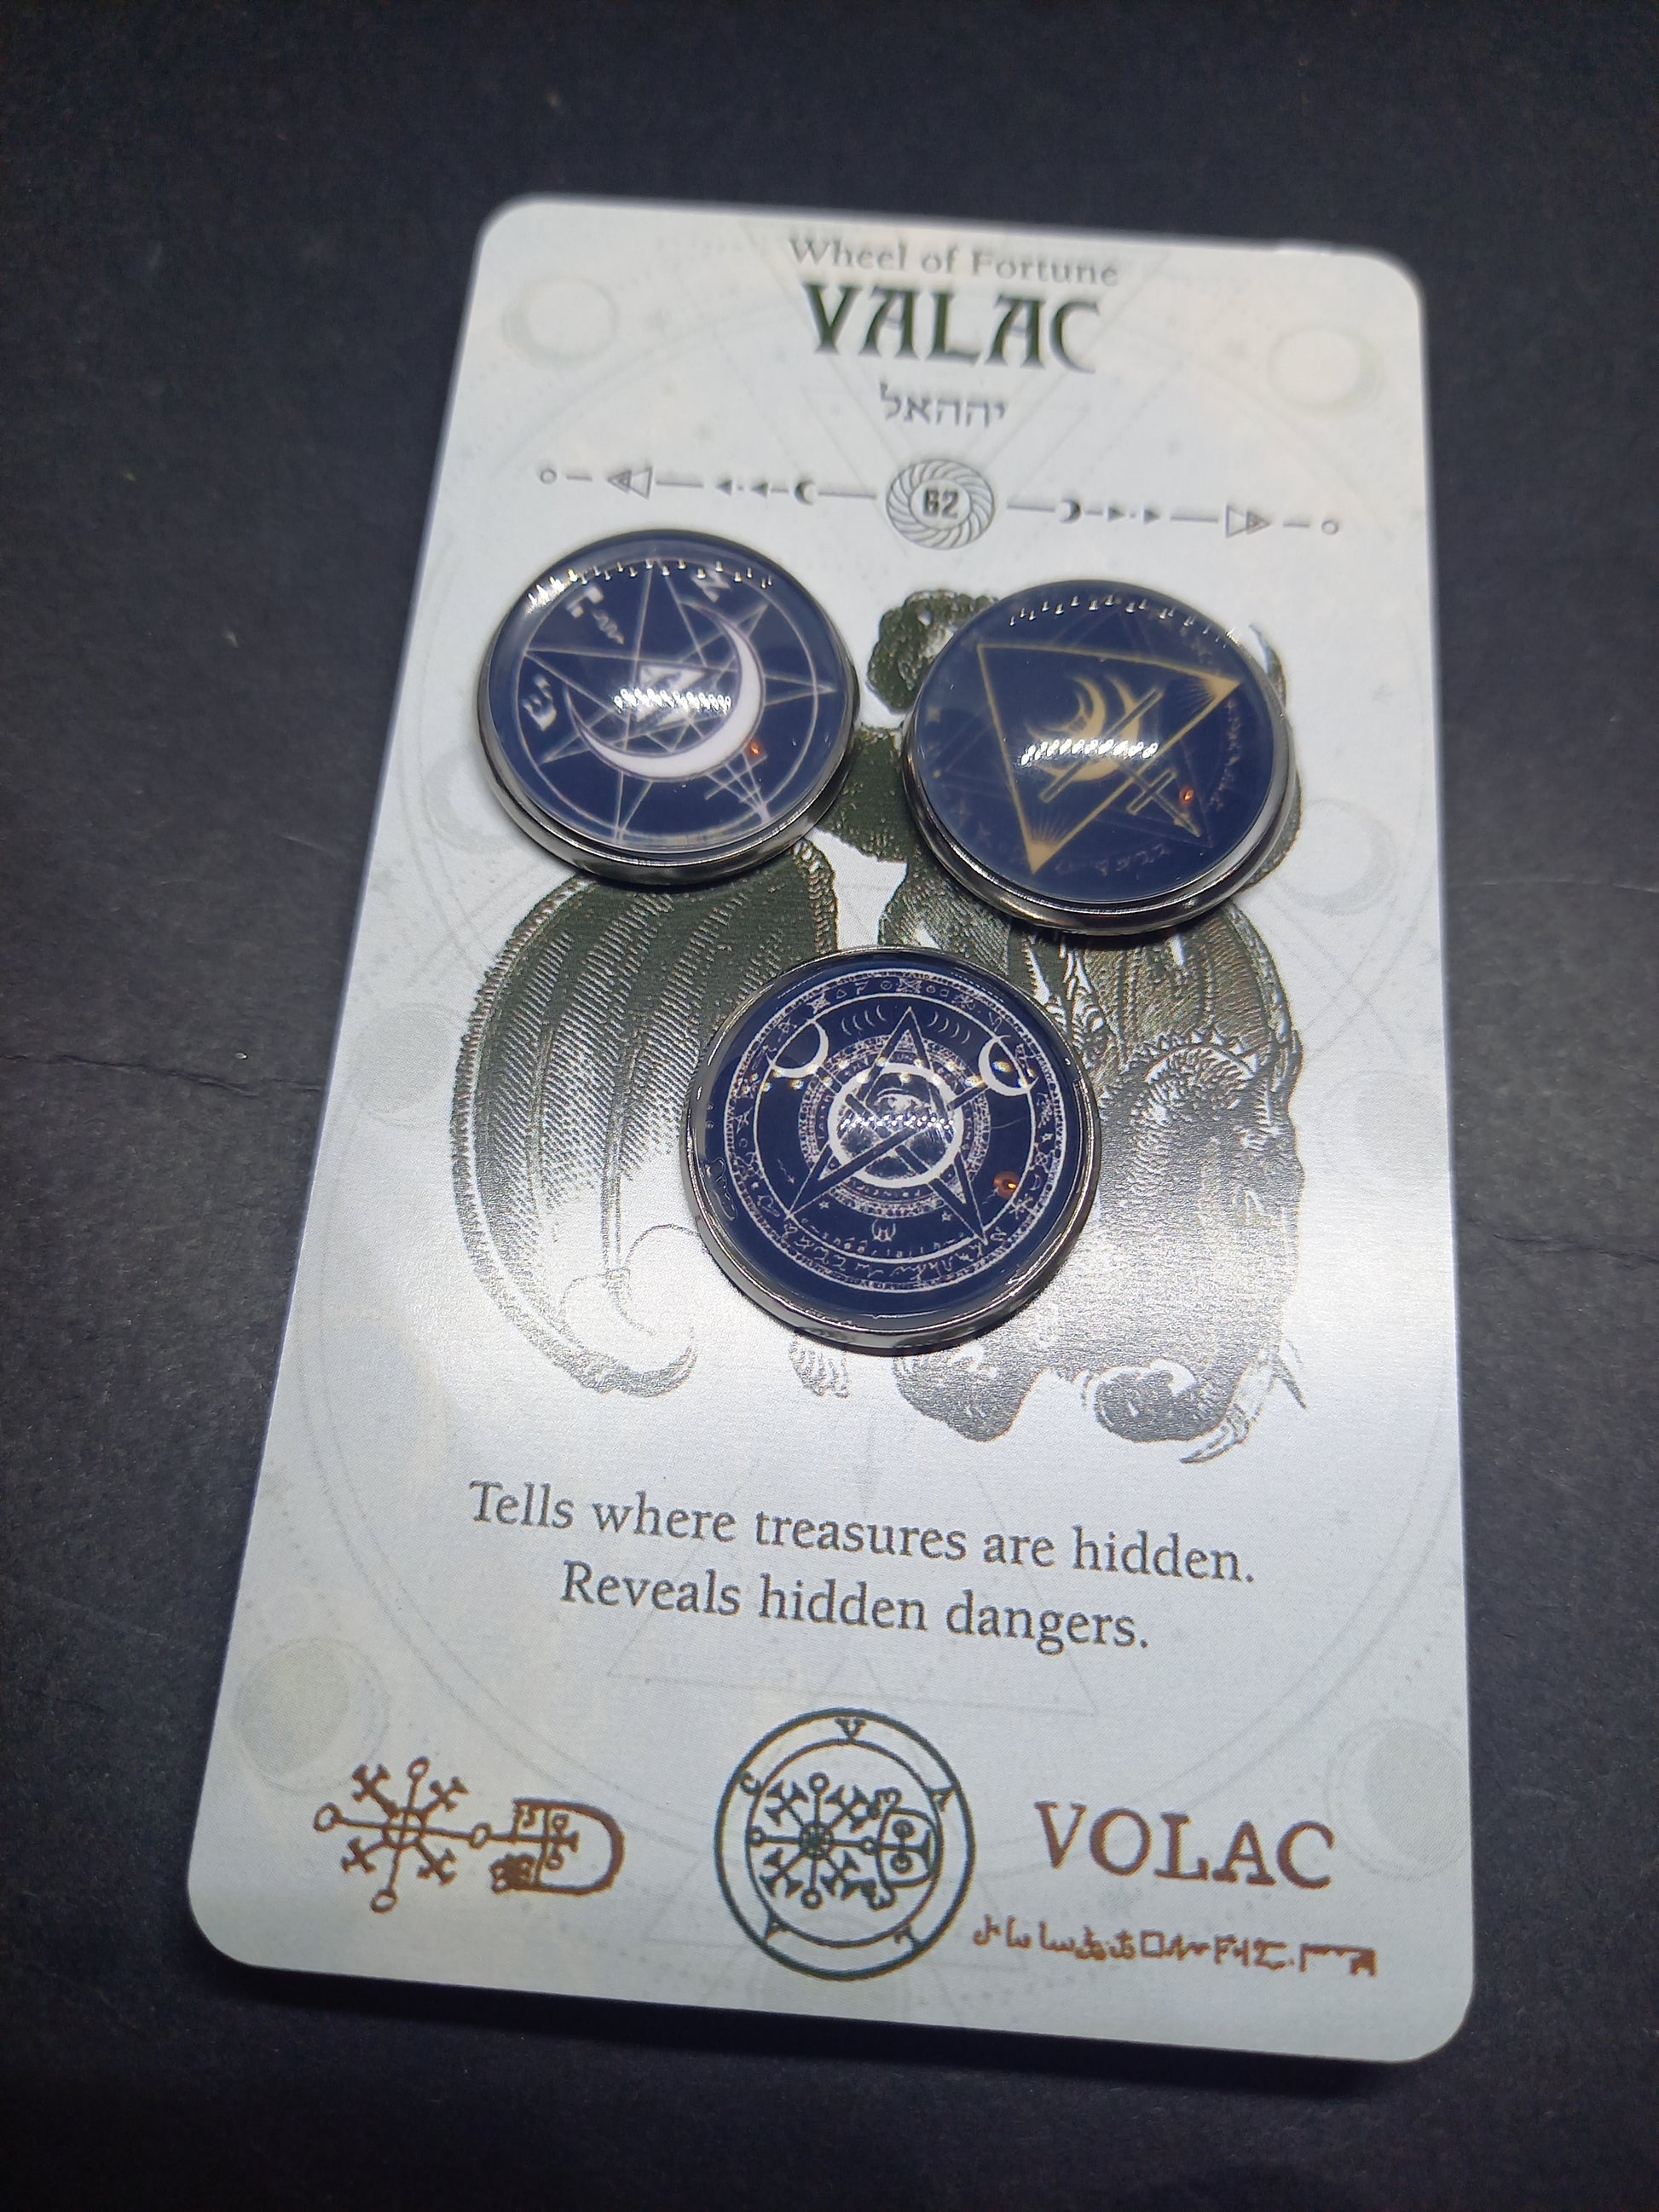 Wheel of Fortune
VALAC
יההאל
62
Tells where treasures are hidden.
Reveals hidden dangers.
V A L A C
VOLAC